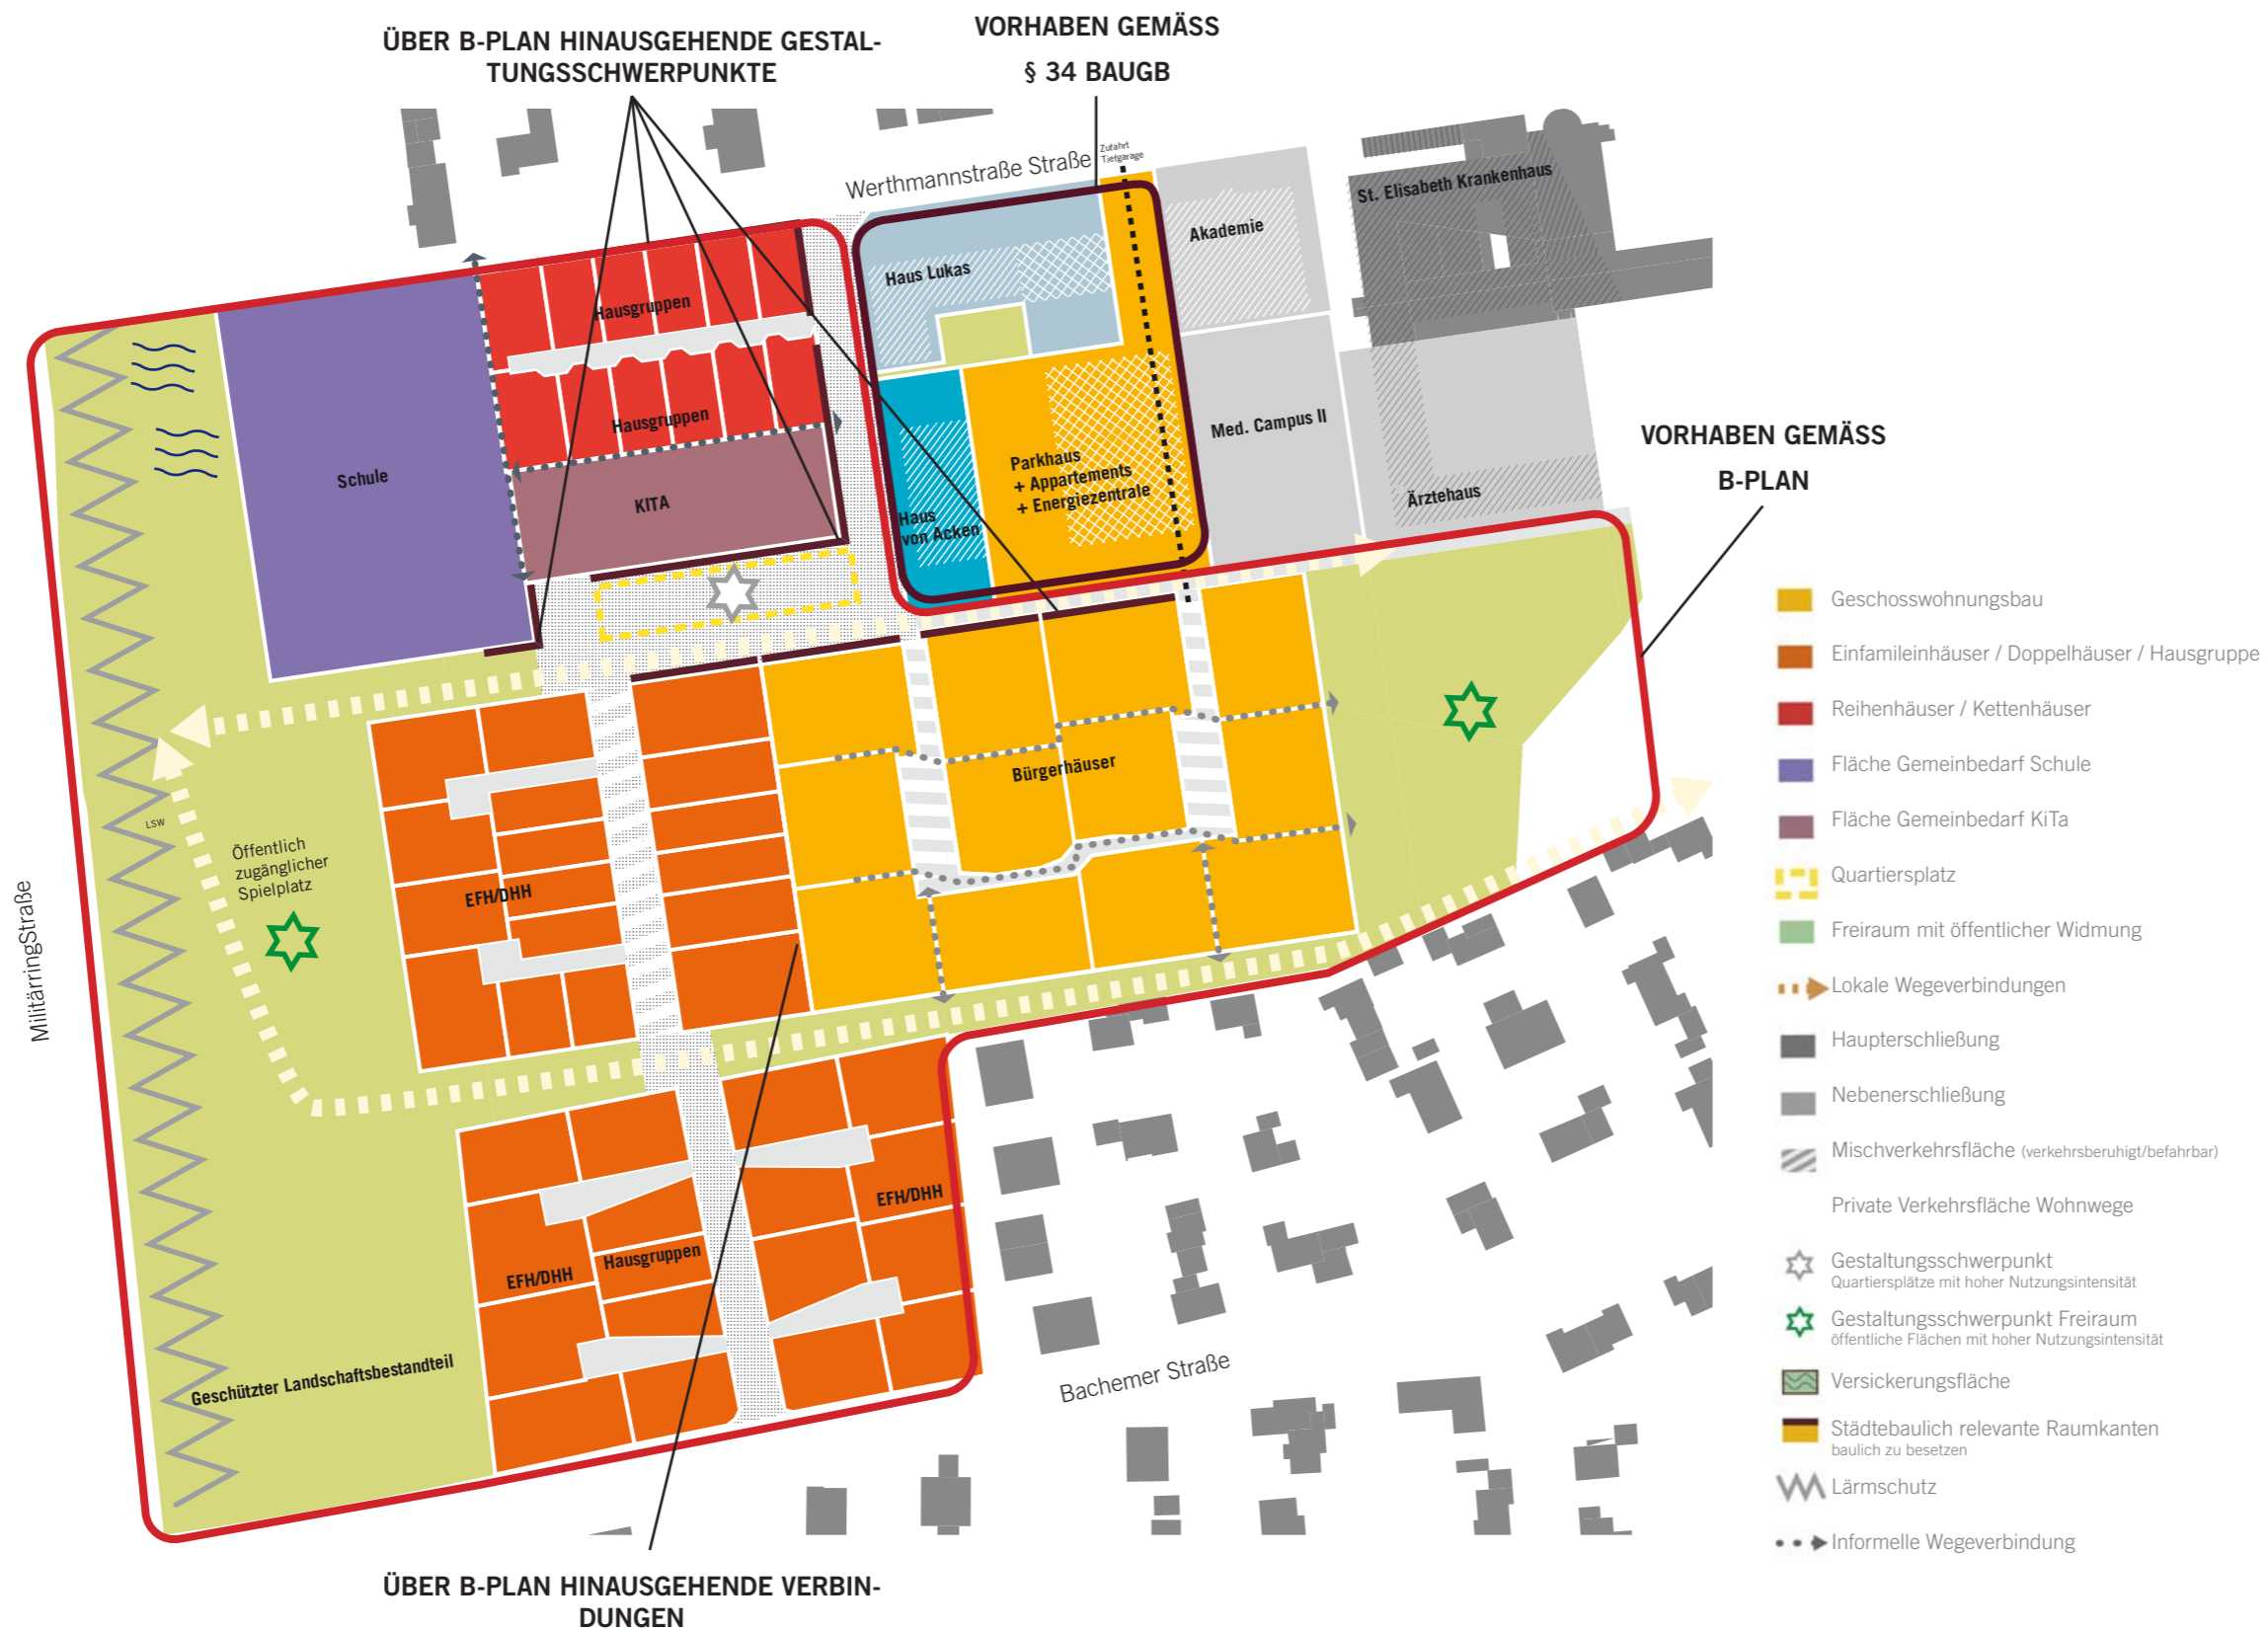 ÜBER B-PLAN HINAUSGEHENDE GESTAL-
TUNGSSCHWERPUNKTE
VORHABEN GEMÄSS
§ 34 BAUGB
Werthmannstraße Straße
Zufahrt
Tiefgarage
St. Elisabeth Krankenhaus
Akademie
Haus Lukas
Hausgruppen
Hausgruppen
Schule
KITA
Parkhaus
+ Appartements
+ Energiezentrale
Haus
von Acken
Med. Campus II
Ärztehaus
VORHABEN GEMÄSS
B-PLAN
Bürgerhäuser
LSW
Öffentlich
zugänglicher
Spielplatz
EFH/DHH
MilitärringStraße
EFH/DHH
Hausgruppen
EFH/DHH
Geschützter Landschaftsbestandteil
Bachemer Straße
ÜBER B-PLAN HINAUSGEHENDE VERBIN-
DUNGEN
Geschosswohnungsbau
Einfamileinhäuser / Doppelhäuser / Hausgruppe
Reihenhäuser / Kettenhäuser
Fläche Gemeinbedarf Schule
Fläche Gemeinbedarf KiTa
Quartiersplatz
Freiraum mit öffentlicher Widmung
Lokale Wegeverbindungen
Haupterschließung
Nebenerschließung
Mischverkehrsfläche (verkehrsberuhigt/befahrbar)
Private Verkehrsfläche Wohnwege
Gestaltungsschwerpunkt
Quartiersplätze mit hoher Nutzungsintensität
Gestaltungsschwerpunkt Freiraum
öffentliche Flächen mit hoher Nutzungsintensität
Versickerungsfläche
Städtebaulich relevante Raumkanten
baulich zu besetzen
Lärmschutz
Informelle Wegeverbindung